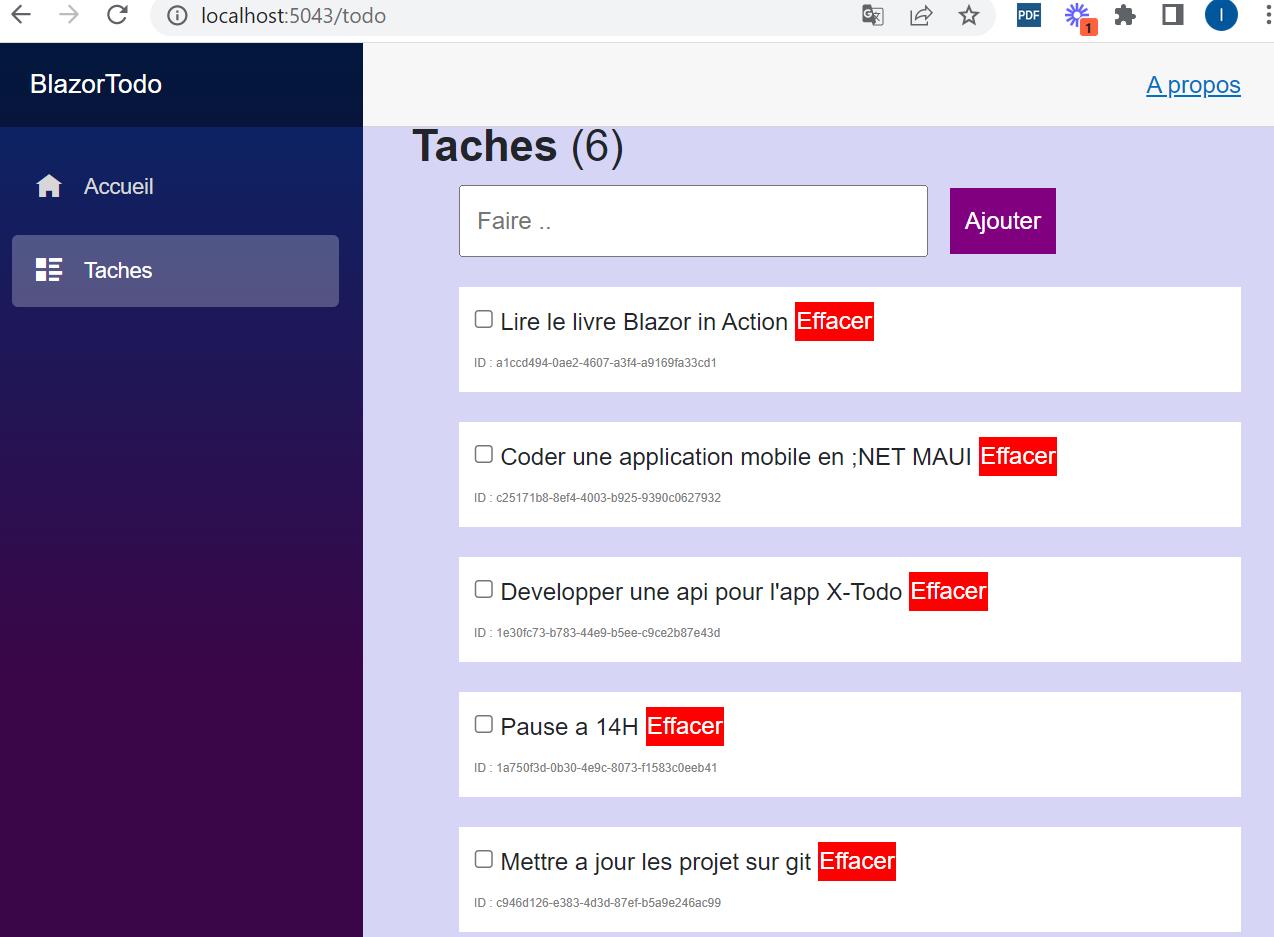 localhost:5043/todo
PDF
1
I
BlazorTodo
A propos
Accueil
Taches
Taches (6)
Faire ..
Ajouter
Lire le livre Blazor in Action Effacer
ID : a1ccd494-0ae2-4607-a3f4-a9169fa33cd1
Coder une application mobile en ;NET MAUI Effacer
ID : c25171b8-8ef4-4003-b925-9390c0627932
Developper une api pour l'app X-Todo Effacer
ID : 1e30fc73-b783-44e9-b5ee-c9ce2b87e43d
Pause a 14H Effacer
ID : 1a750f3d-0b30-4e9c-8073-f1583c0eeb41
Mettre a jour les projet sur git Effacer
ID : c946d126-e383-4d3d-87ef-b5a9e246ac99